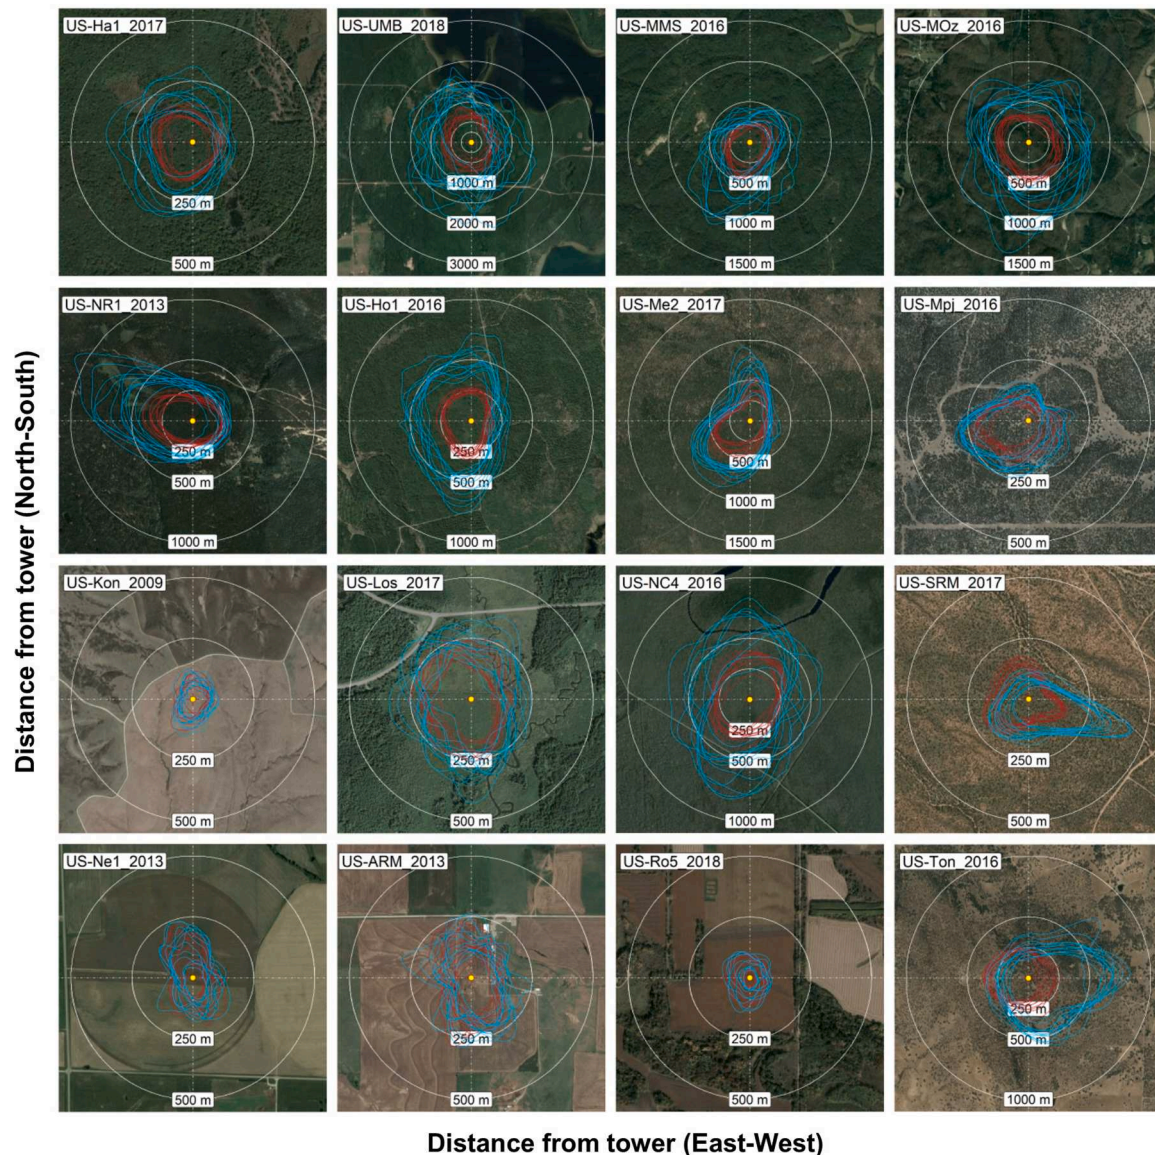 US-Ha1_2017
250 m
500 m
US-UMB_2018
1000 m
2000 m
3000 m
US-MMS_2016
500 m
1000 m
1500 m
US-MOz_2016
500 m
1000 m
1500 m
US-NR1_2013
250 m
500 m
1000 m
US-Ho1_2016
250 m
500 m
1000 m
US-Me2_2017
500 m
1000 m
1500 m
US-Mpj_2016
250 m
500 m
US-Kon_2009
250 m
500 m
US-Los_2017
250 m
500 m
US-NC4_2016
250 m
500 m
1000 m
US-SRM_2017
250 m
500 m
US-Ne1_2013
250 m
500 m
US-ARM_2013
250 m
500 m
US-Ro5_2018
250 m
500 m
US-Ton_2016
250 m
500 m
1000 m
Distance from tower (North-South)
Distance from tower (East-West)